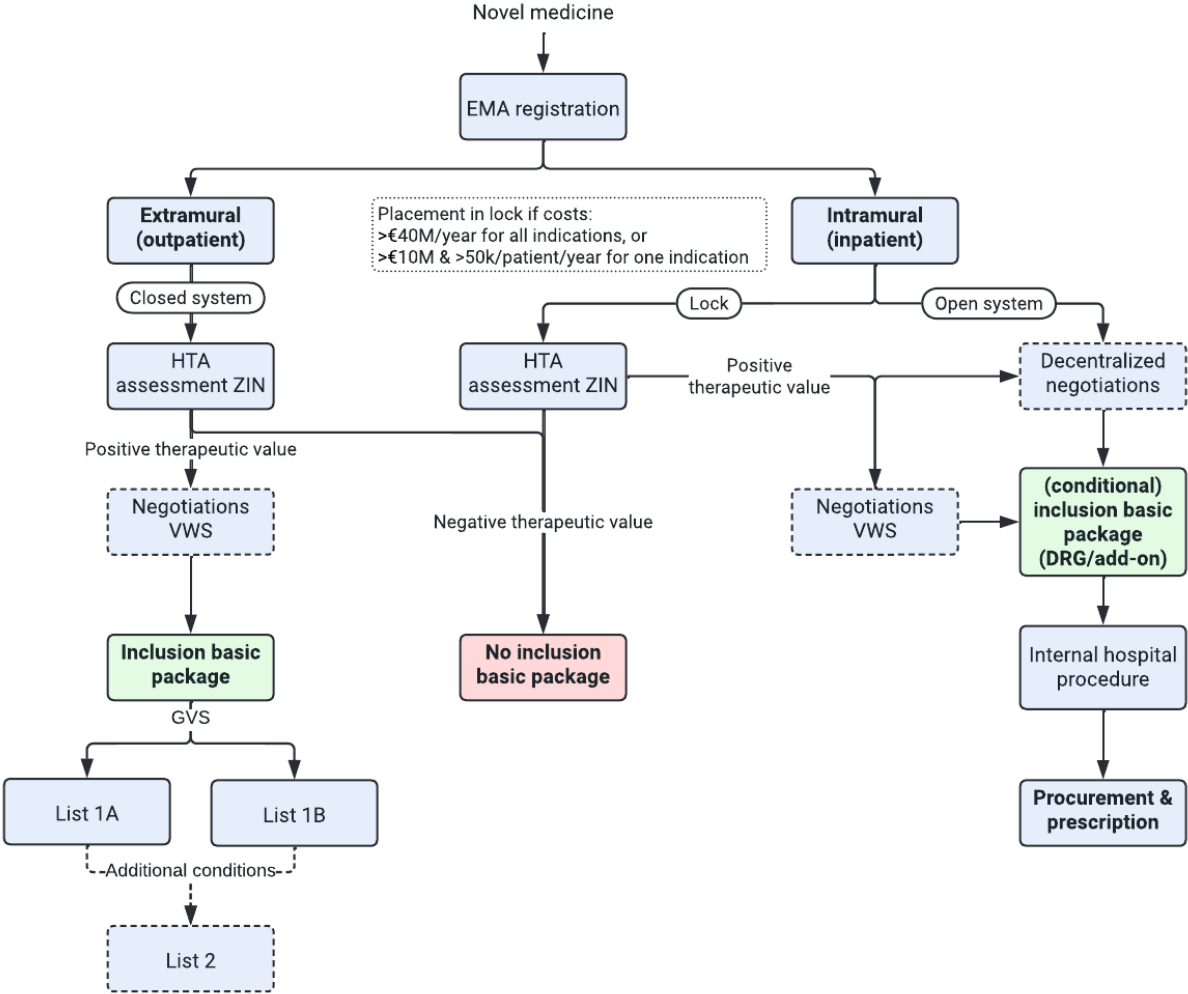 Novel medicine
EMA registration
Extramural
(outpatient)
Placement in lock if costs:
>€40M/year for all indications, or
>€10M & >50k/patient/year for one indication
Intramural
(inpatient)
Closed system
Lock
Open system
HTA
assessment ZIN
HTA
assessment ZIN
Positive
therapeutic value
Decentralized
negotiations
Positive therapeutic value
Negotiations
VWS
Negative therapeutic value
Negotiations
VWS
(conditional)
inclusion basic
package
(DRG/add-on)
Inclusion basic
package
No inclusion
basic package
Internal hospital
procedure
GVS
List 1A
List 1B
Procurement &
prescription
Additional conditions
List 2